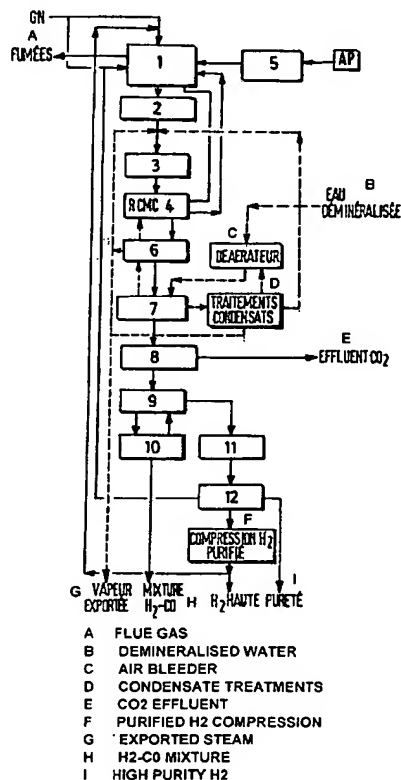 GN
A
FUMÉES
1
5
AP
2
3
RCMC 4
B
EAU
DÉMINÉRALISÉE
C
DÉAÉRATEUR
6
D
TRAITEMENTS
CONDENSATS
7
8
E
EFFLUENT CO₂
9
10
11
12
F
COMPRESSION H₂
PURIFIÉ
G VAPEUR
EXPORTÉE
MIXTURE
H₂-CO
H
H₂ HAUTE PURETÉ
I
A FLUE GAS
B DEMINERALISED WATER
C AIR BLEEDER
D CONDENSATE TREATMENTS
E CO2 EFFLUENT
F PURIFIED H2 COMPRESSION
G EXPORTED STEAM
H H2-C0 MIXTURE
I HIGH PURITY H2